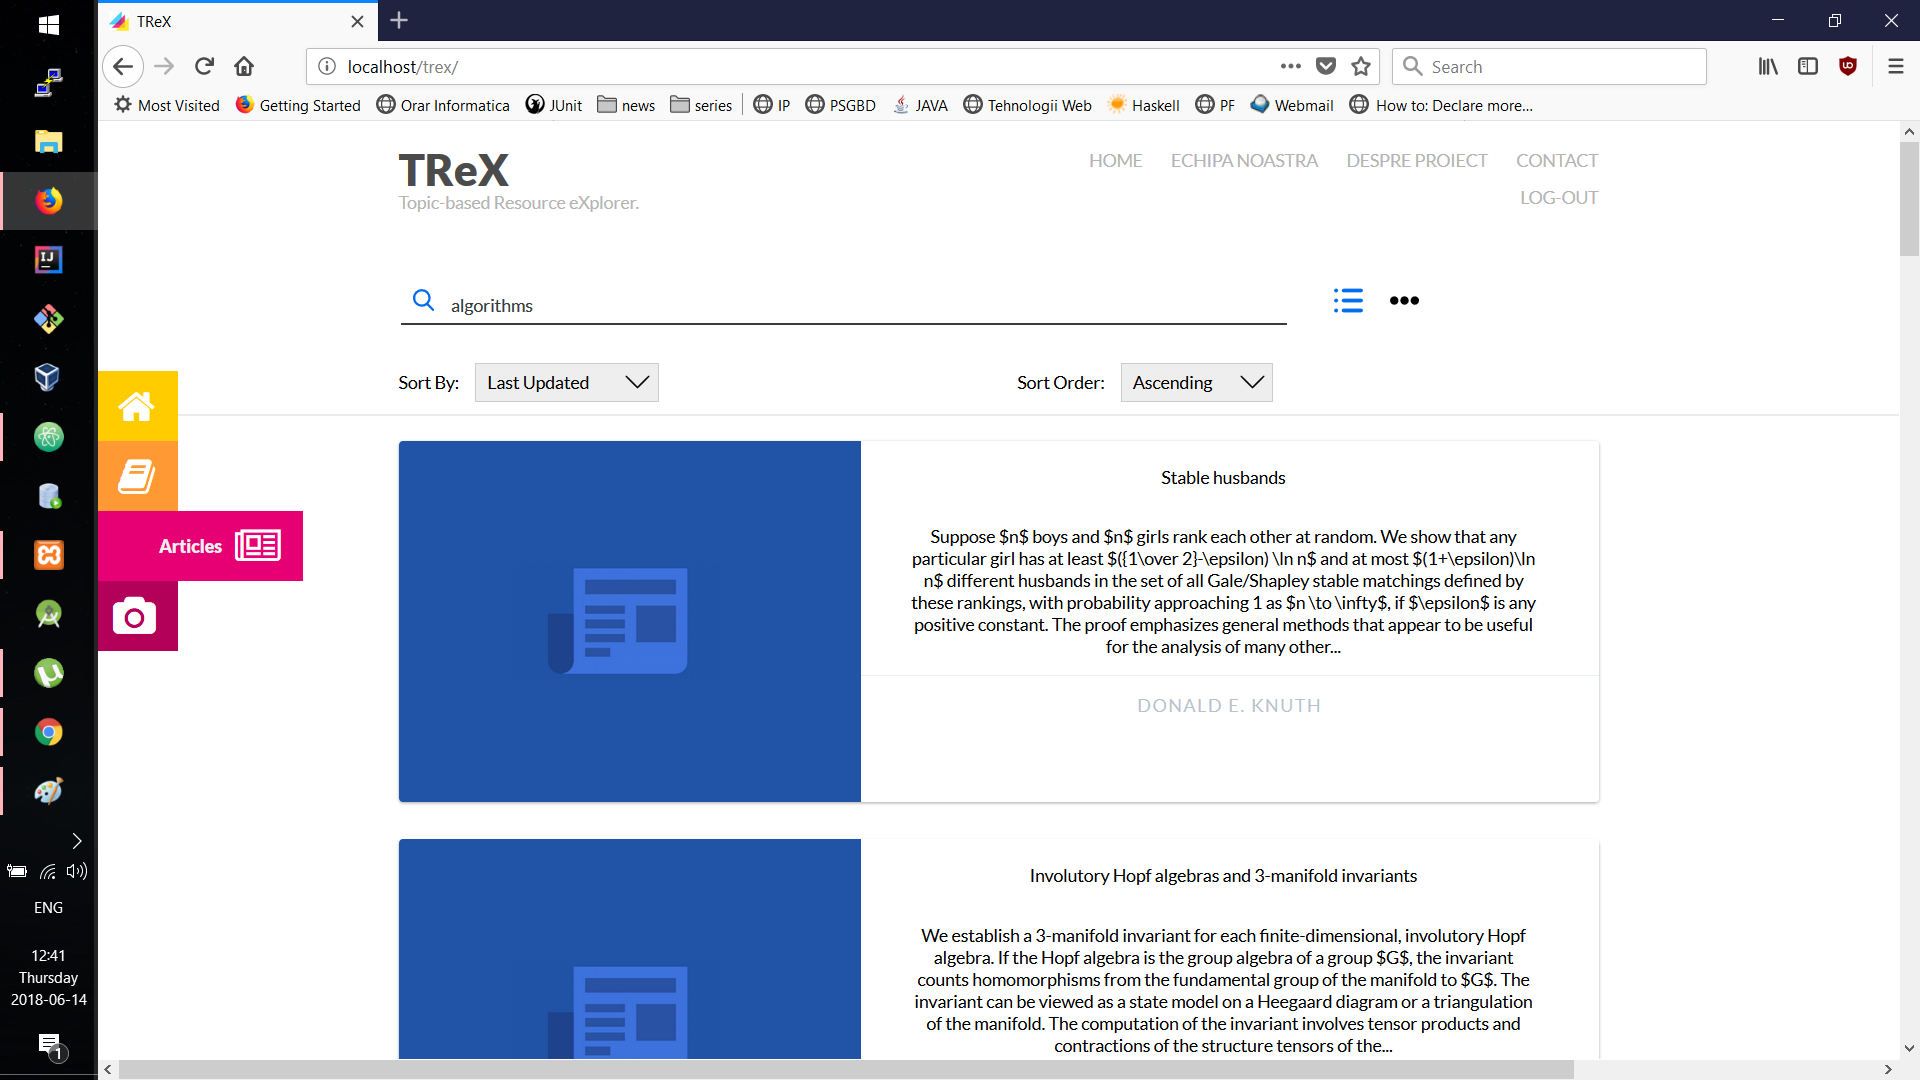 TReX
localhost/trex/
Search
Most Visited Getting Started Orar Informatica JUnit news series IP PSGBD JAVA Tehnologii Web Haskell PF Webmail How to: Declare more...
TReX
Topic-based Resource eXplorer.
HOME ECHIPA NOASTRA DESPRE PROIECT CONTACT
LOG-OUT
algorithms
Sort By: Last Updated Sort Order: Ascending
Articles
Stable husbands
Suppose $n$ boys and $n$ girls rank each other at random. We show that any
particular girl has at least $({1\over 2}-\epsilon) \ln n$ and at most $(1+\epsilon)\ln
n$ different husbands in the set of all Gale/Shapley stable matchings defined by
these rankings, with probability approaching 1 as $n \to \infty$, if $\epsilon$ is any
positive constant. The proof emphasizes general methods that appear to be useful
for the analysis of many other...
DONALD E. KNUTH
Involutory Hopf algebras and 3-manifold invariants
We establish a 3-manifold invariant for each finite-dimensional, involutory Hopf
algebra. If the Hopf algebra is the group algebra of a group $G$, the invariant
counts homomorphisms from the fundamental group of the manifold to $G$. The
invariant can be viewed as a state model on a Heegaard diagram or a triangulation
of the manifold. The computation of the invariant involves tensor products and
contractions of the structure tensors of the...
IJ
ENG
12:41
Thursday
2018-06-14
1